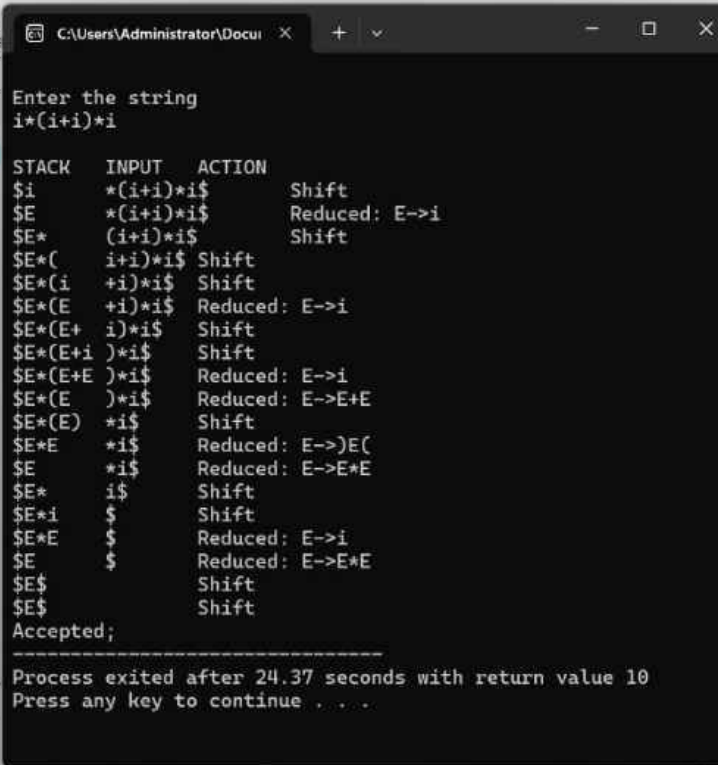 C:\Users\Administrator\Docui
Enter the string
i*(i+i)*i
STACK INPUT ACTION
$i *(i+i)*i$ Shift
$E *(i+i)*i$ Reduced: E->i
$E* (i+i)*i$ Shift
$E*( i+i)*i$ Shift
$E*(i +i)*i$ Shift
$E*(E +i)*i$ Reduced: E->i
$E*(E+ i)*i$ Shift
$E*(E+i )*i$ Shift
$E*(E+E )*i$ Reduced: E->i
$E*(E )*i$ Reduced: E->E+E
$E*(E) *i$ Shift
$E*E *i$ Reduced: E->)E(
$E *i$ Reduced: E->E*E
$E* i$ Shift
$E*i $ Shift
$E*E $ Reduced: E->i
$E $ Reduced: E->E*E
$E$ Shift
$E$ Shift
Accepted;
--------------------------------
Process exited after 24.37 seconds with return value 10
Press any key to continue . . .